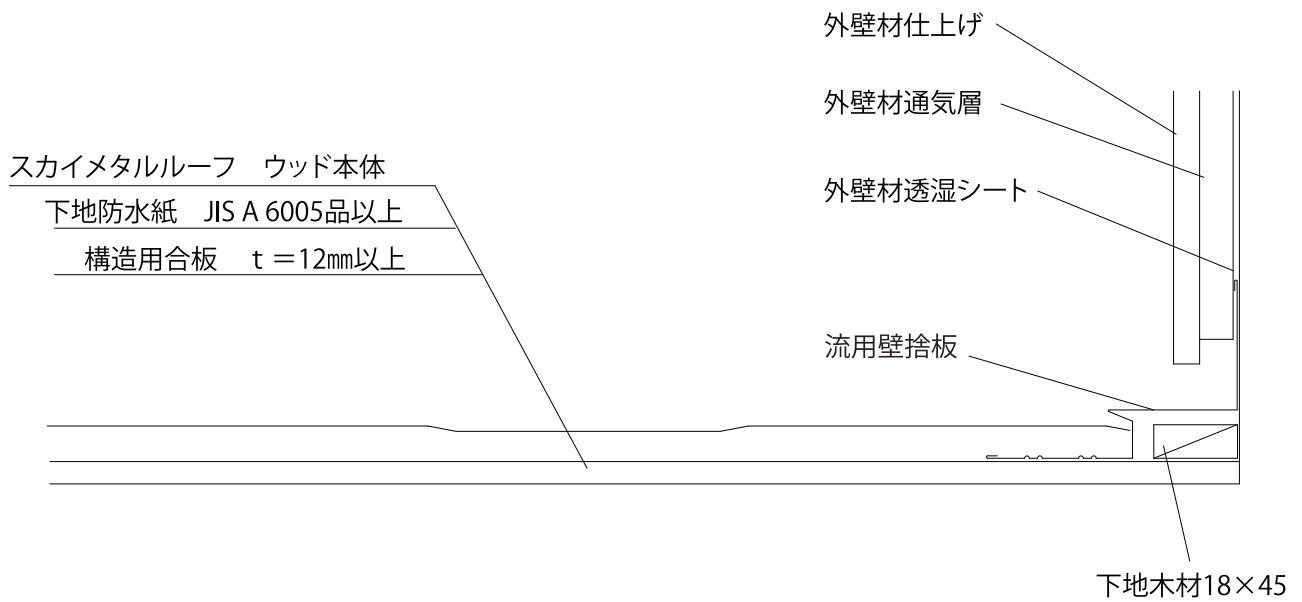 外壁材仕上げ
外壁材通気層
スカイメタルルーフ　ウッド本体
外壁材透湿シート
下地防水紙　JIS A 6005品以上
構造用合板　ｔ＝12㎜以上
流用壁捨板
下地木材18×45